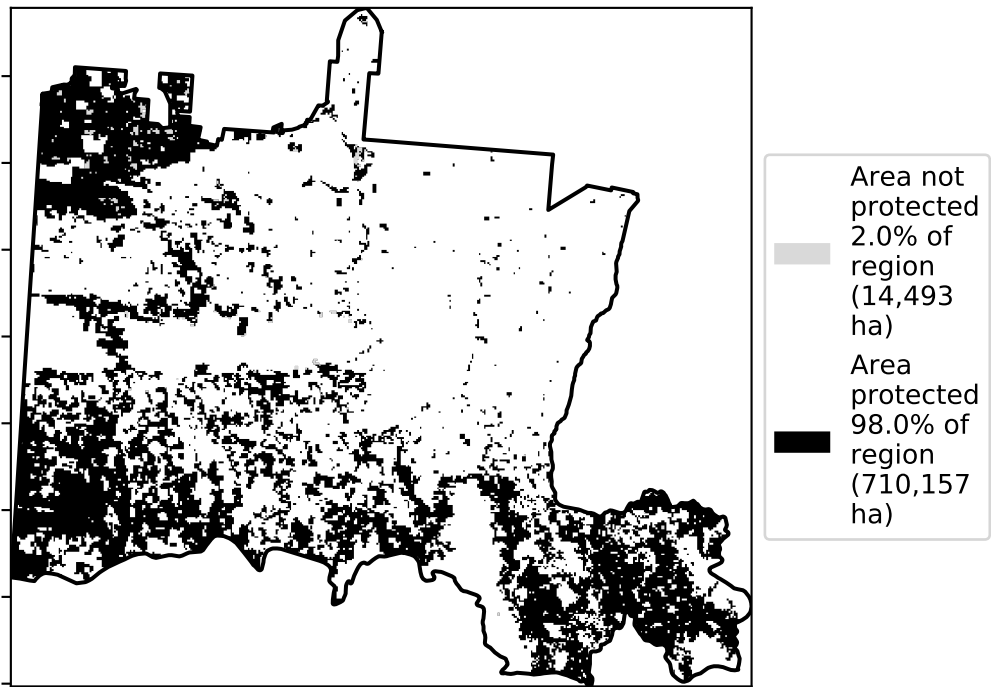 Area not
protected
2.0% of
region
(14,493
ha)
Area
protected
98.0% of
region
(710,157
ha)